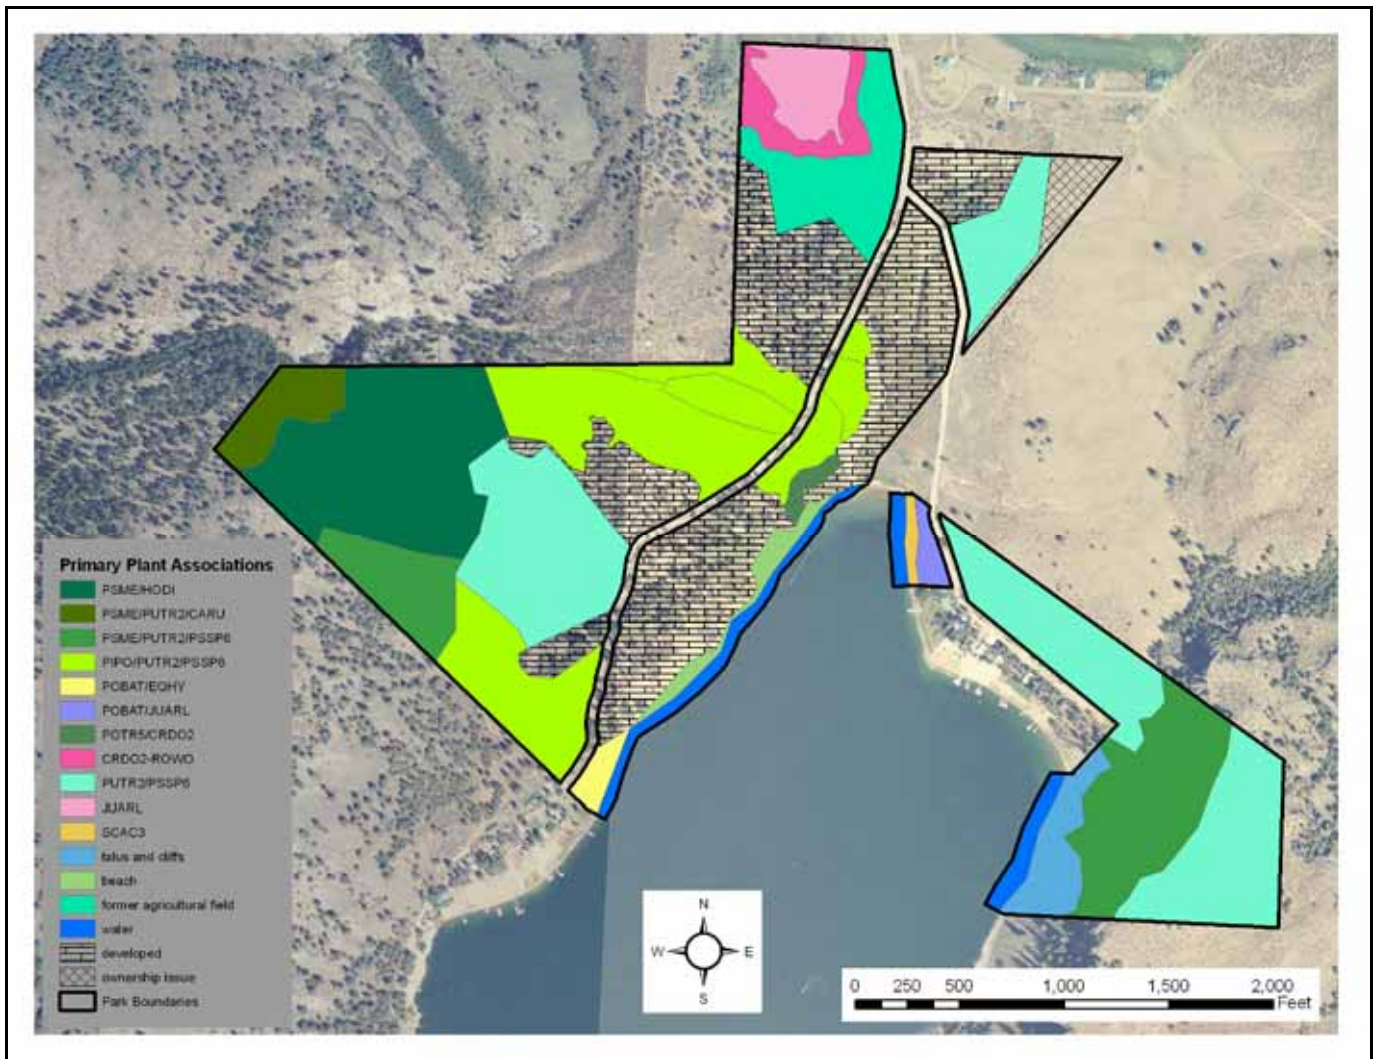 Primary Plant Associations
PSME/HODI
PSME/PUTR2/CARU
PSME/PUTR2/PSSP6
PIPO/PUTR2/PSSP6
POBAT/EQHY
POBAT/JUARL
POTR5/CRDO2
CRDO2-ROWO
PUTR2/PSSP6
JUARL
SCAC3
talus and cliffs
beach
former agricultural field
water
developed
ownership issue
Park Boundaries
N
W E
S
0 250 500 1,000 1,500 2,000
Feet